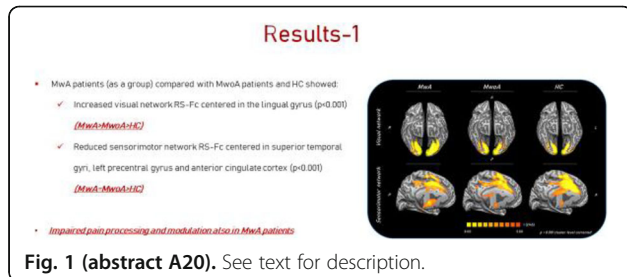 Results-1
• MwA patients (as a group) compared with MwoA patients and HC showed:
✓ Increased visual network RS-Fc centered in the lingual gyrus (p<0.001)
(MwA>MwoA>HC)
✓ Reduced sensorimotor network RS-Fc centered in superior temporal
gyri, left precentral gyrus and anterior cingulate cortex (p<0.001)
(MwA~MwoA>HC)
• Impaired pain processing and modulation also in MwA patients
MwA MwoA HC
Visual network
Sensorimotor network
Fig. 1 (abstract A20). See text for description.